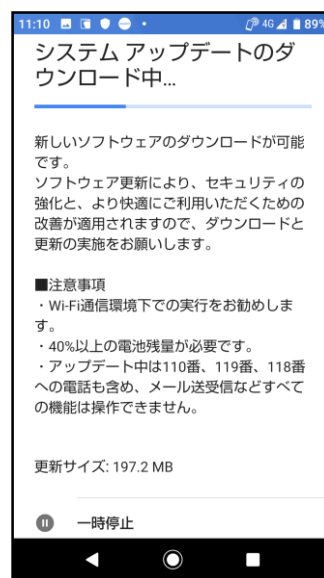 11:10 4G 89%
システム アップデートのダ
ウンロード中...
新しいソフトウェアのダウンロードが可能
です。
ソフトウェア更新により、セキュリティの
強化と、より快適にご利用いただくための
改善が適用されますので、ダウンロードと
更新の実施をお願いします。
■注意事項
・Wi-Fi通信環境下での実行をお勧めしま
す。
・40%以上の電池残量が必要です。
・アップデート中は110番、119番、118番
への電話も含め、メール送受信などすべて
の機能は操作できません。
更新サイズ: 197.2 MB
一時停止